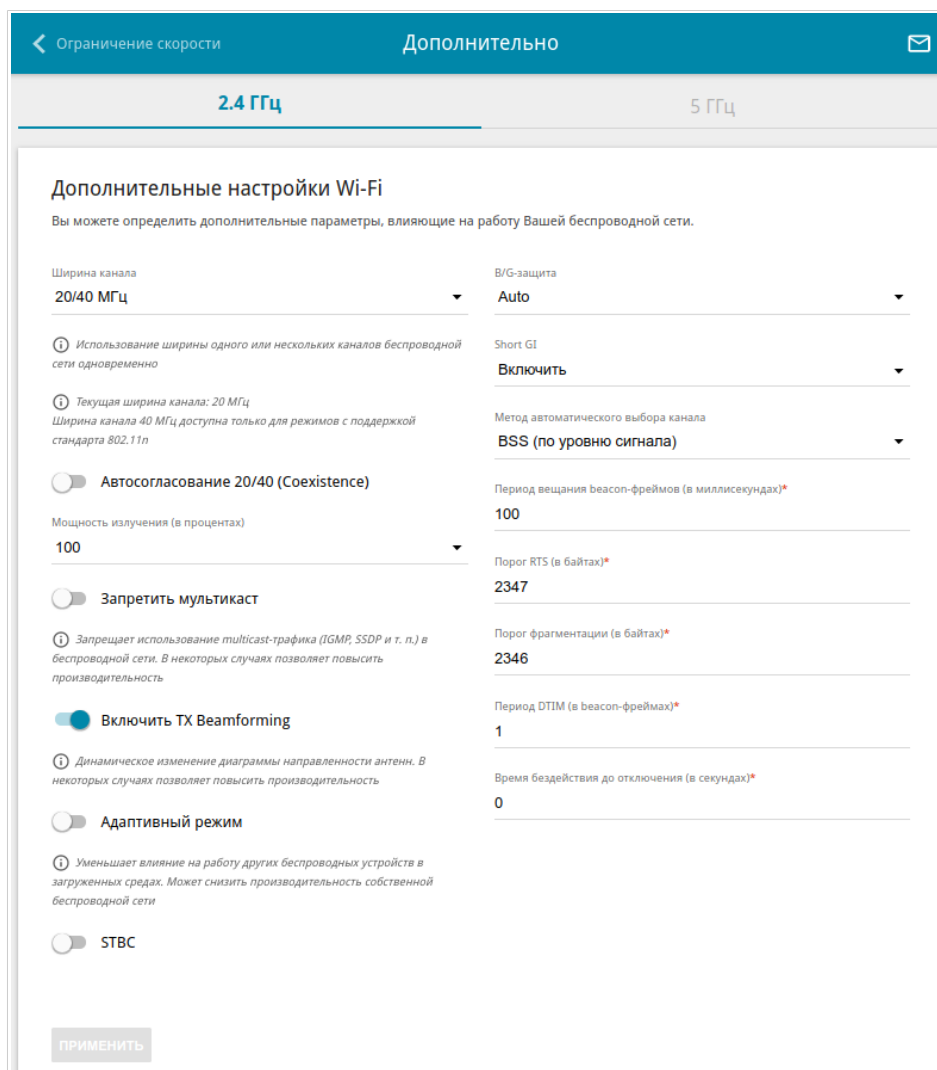 Ограничение скорости
Дополнительно
2.4 ГГц
5 ГГц
Дополнительные настройки Wi-Fi
Вы можете определить дополнительные параметры, влияющие на работу Вашей беспроводной сети.
Ширина канала
20/40 МГц
Использование ширины одного или нескольких каналов беспроводной
сети одновременно
Текущая ширина канала: 20 МГц
Ширина канала 40 МГц доступна только для режимов с поддержкой
стандарта 802.11n
Автосогласование 20/40 (Coexistence)
Мощность излучения (в процентах)
100
Запретить мультикаст
Запрещает использование multicast-трафика (IGMP, SSDP и т. п.) в
беспроводной сети. В некоторых случаях позволяет повысить
производительность
Включить TX Beamforming
Динамическое изменение диаграммы направленности антенн. В
некоторых случаях позволяет повысить производительность
Адаптивный режим
Уменьшает влияние на работу других беспроводных устройств в
загруженных средах. Может снизить производительность собственной
беспроводной сети
STBC
ПРИМЕНИТЬ
B/G-защита
Auto
Short GI
Включить
Метод автоматического выбора канала
BSS (по уровню сигнала)
Период вещания beacon-фреймов (в миллисекундах)*
100
Порог RTS (в байтах)*
2347
Порог фрагментации (в байтах)*
2346
Период DTIM (в beacon-фреймах)*
1
Время бездействия до отключения (в секундах)*
0